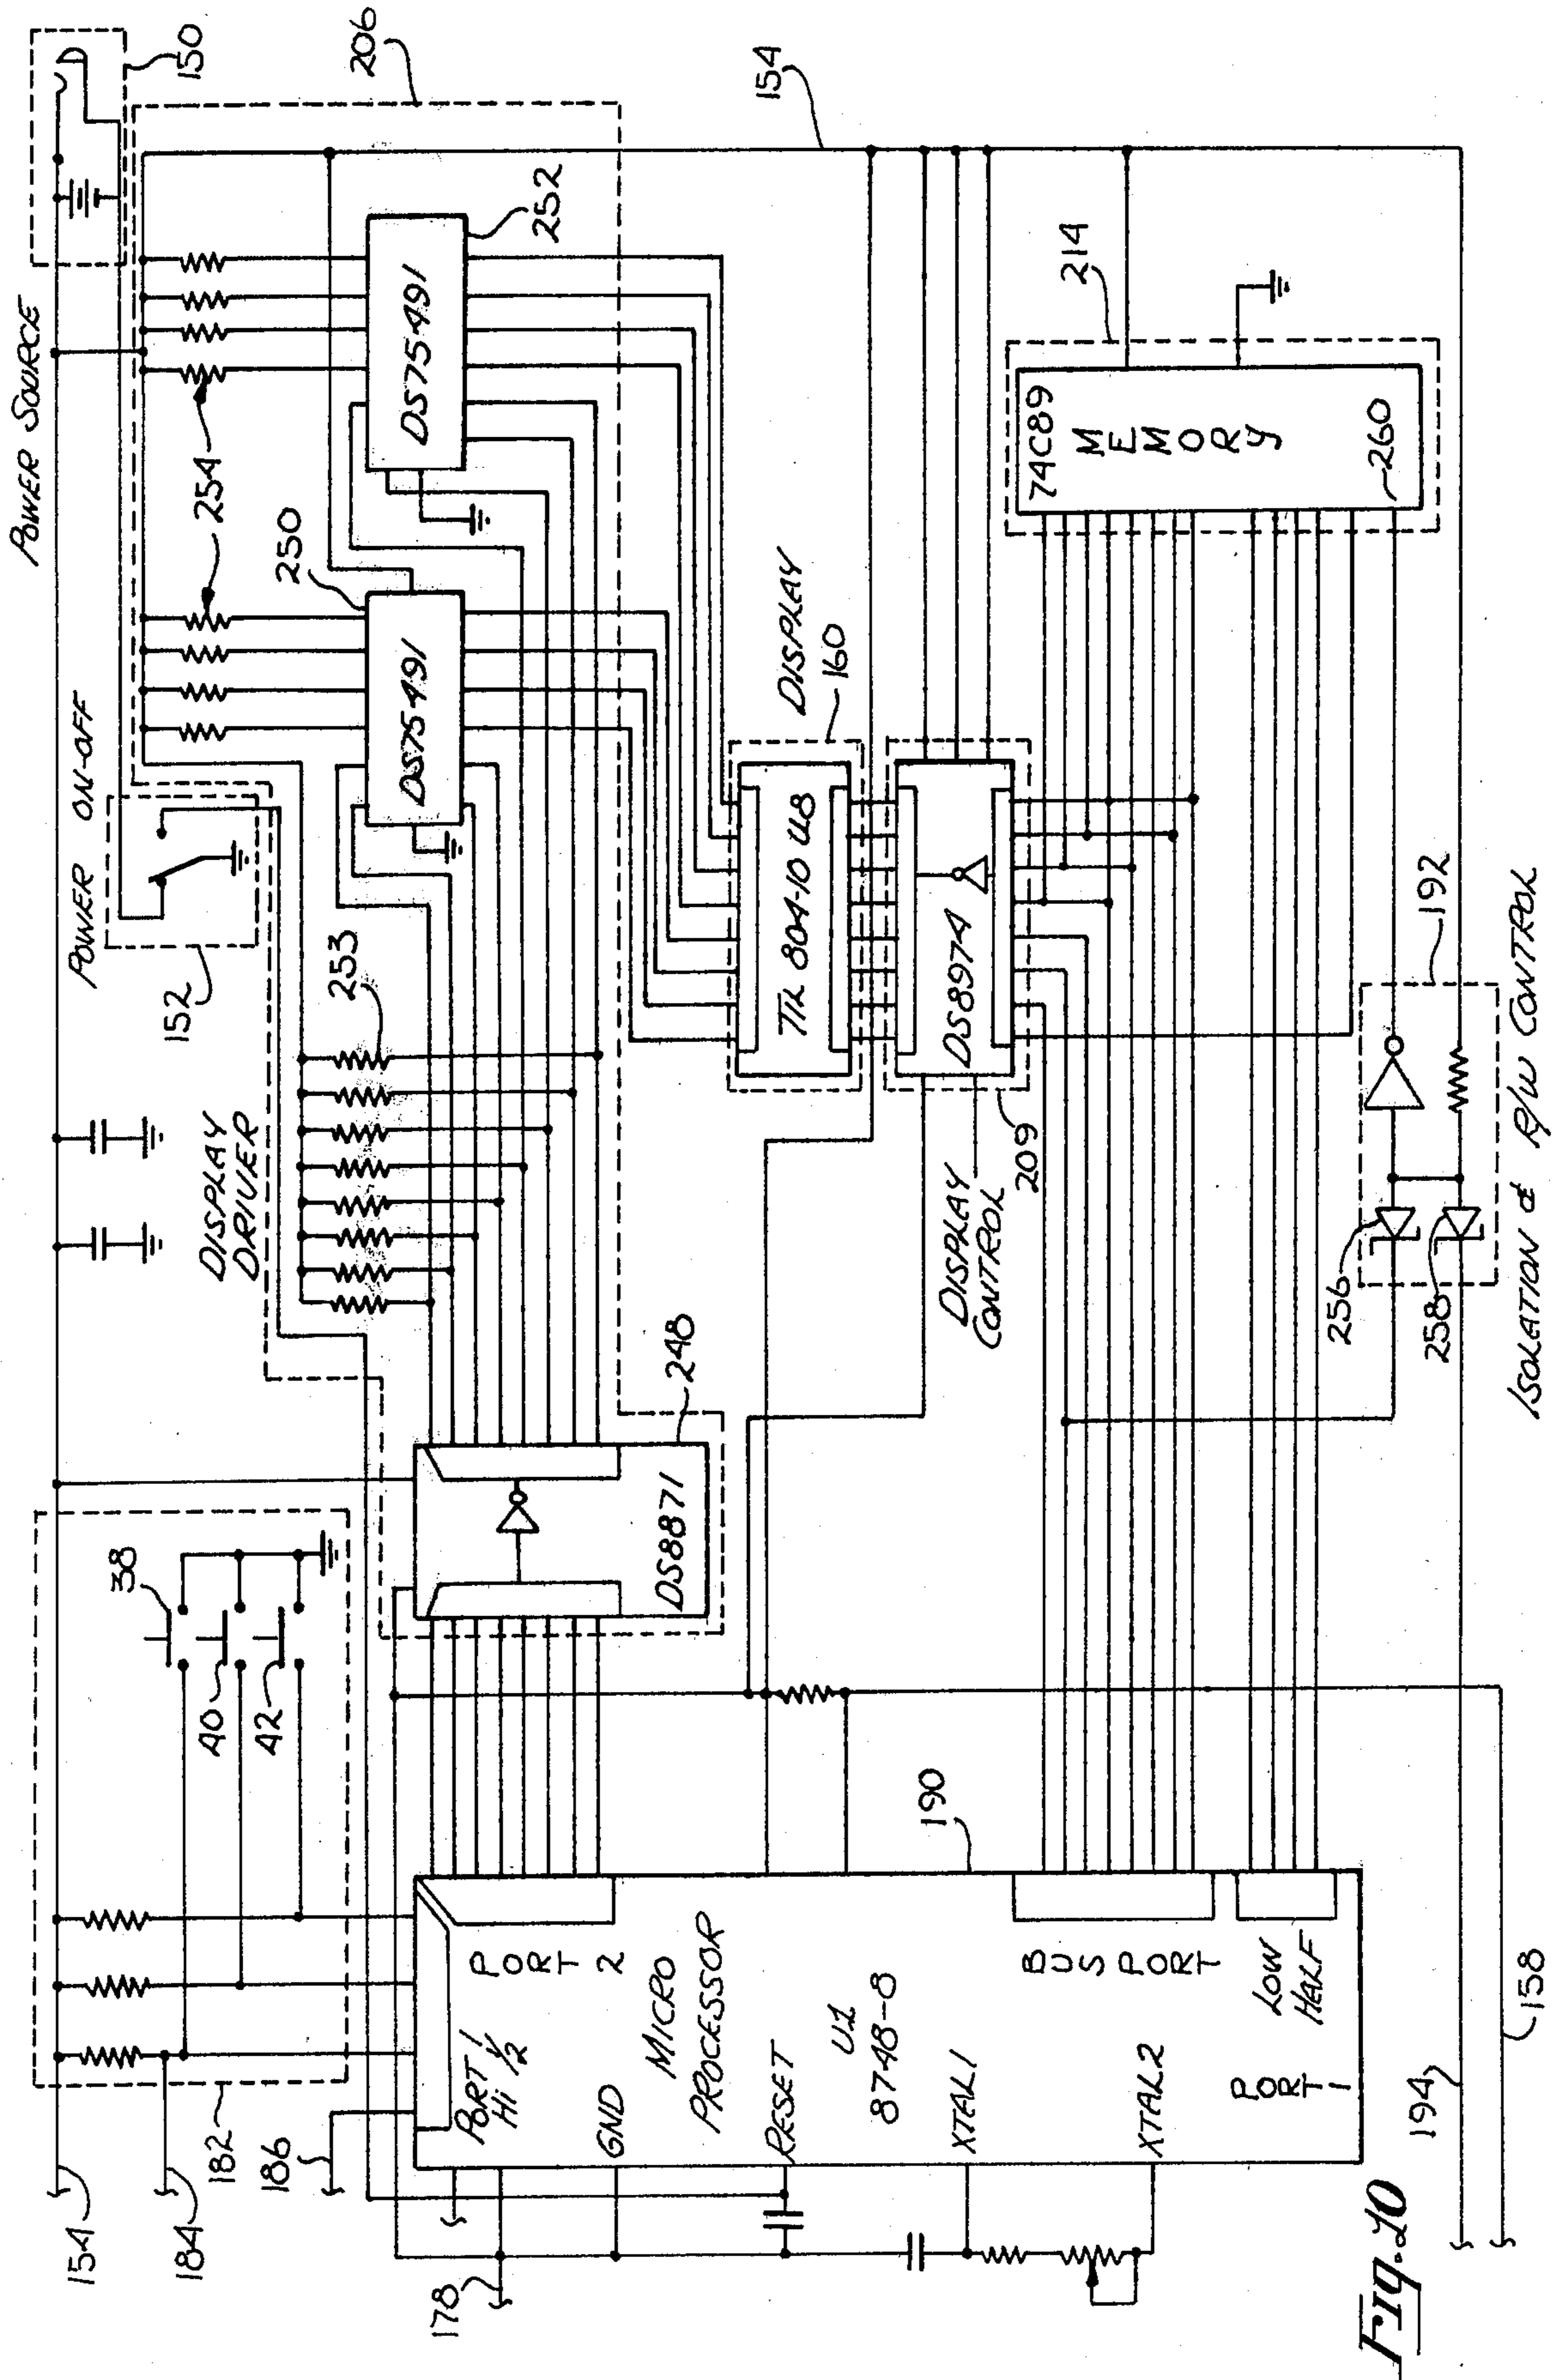 POWER SOURCE
150
206
154
POWER ON-OFF
152
254
250
252
DS75491
DS75491
253
DISPLAY
DRIVER
248
DS8871
38
40
42
182
184
186
154
178
DISPLAY
160
TIL 804-10 U8
DS8974
209
DISPLAY
CONTROL
214
74C89
MEMORY
260
192
256
258
ISOLATION & R/W CONTROL
190
PORT 1
Hi 1/2
PORT 2
GND
MICRO
PROCESSOR
RESET
U1
8748-8
XTAL1
XTAL2
BUS PORT
LOW
HALF
PORT 1
194
158
Fig. 10